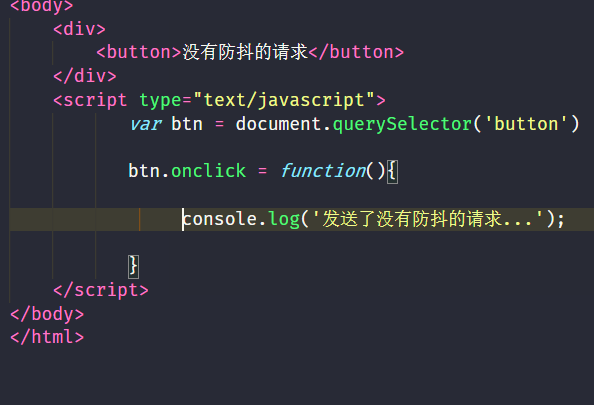 <body>
<div>
<button>没有防抖的请求</button>
</div>
<script type="text/javascript">
var btn = document.querySelector('button')
btn.onclick = function(){
console.log('发送了没有防抖的请求...');
}
</script>
</body>
</html>